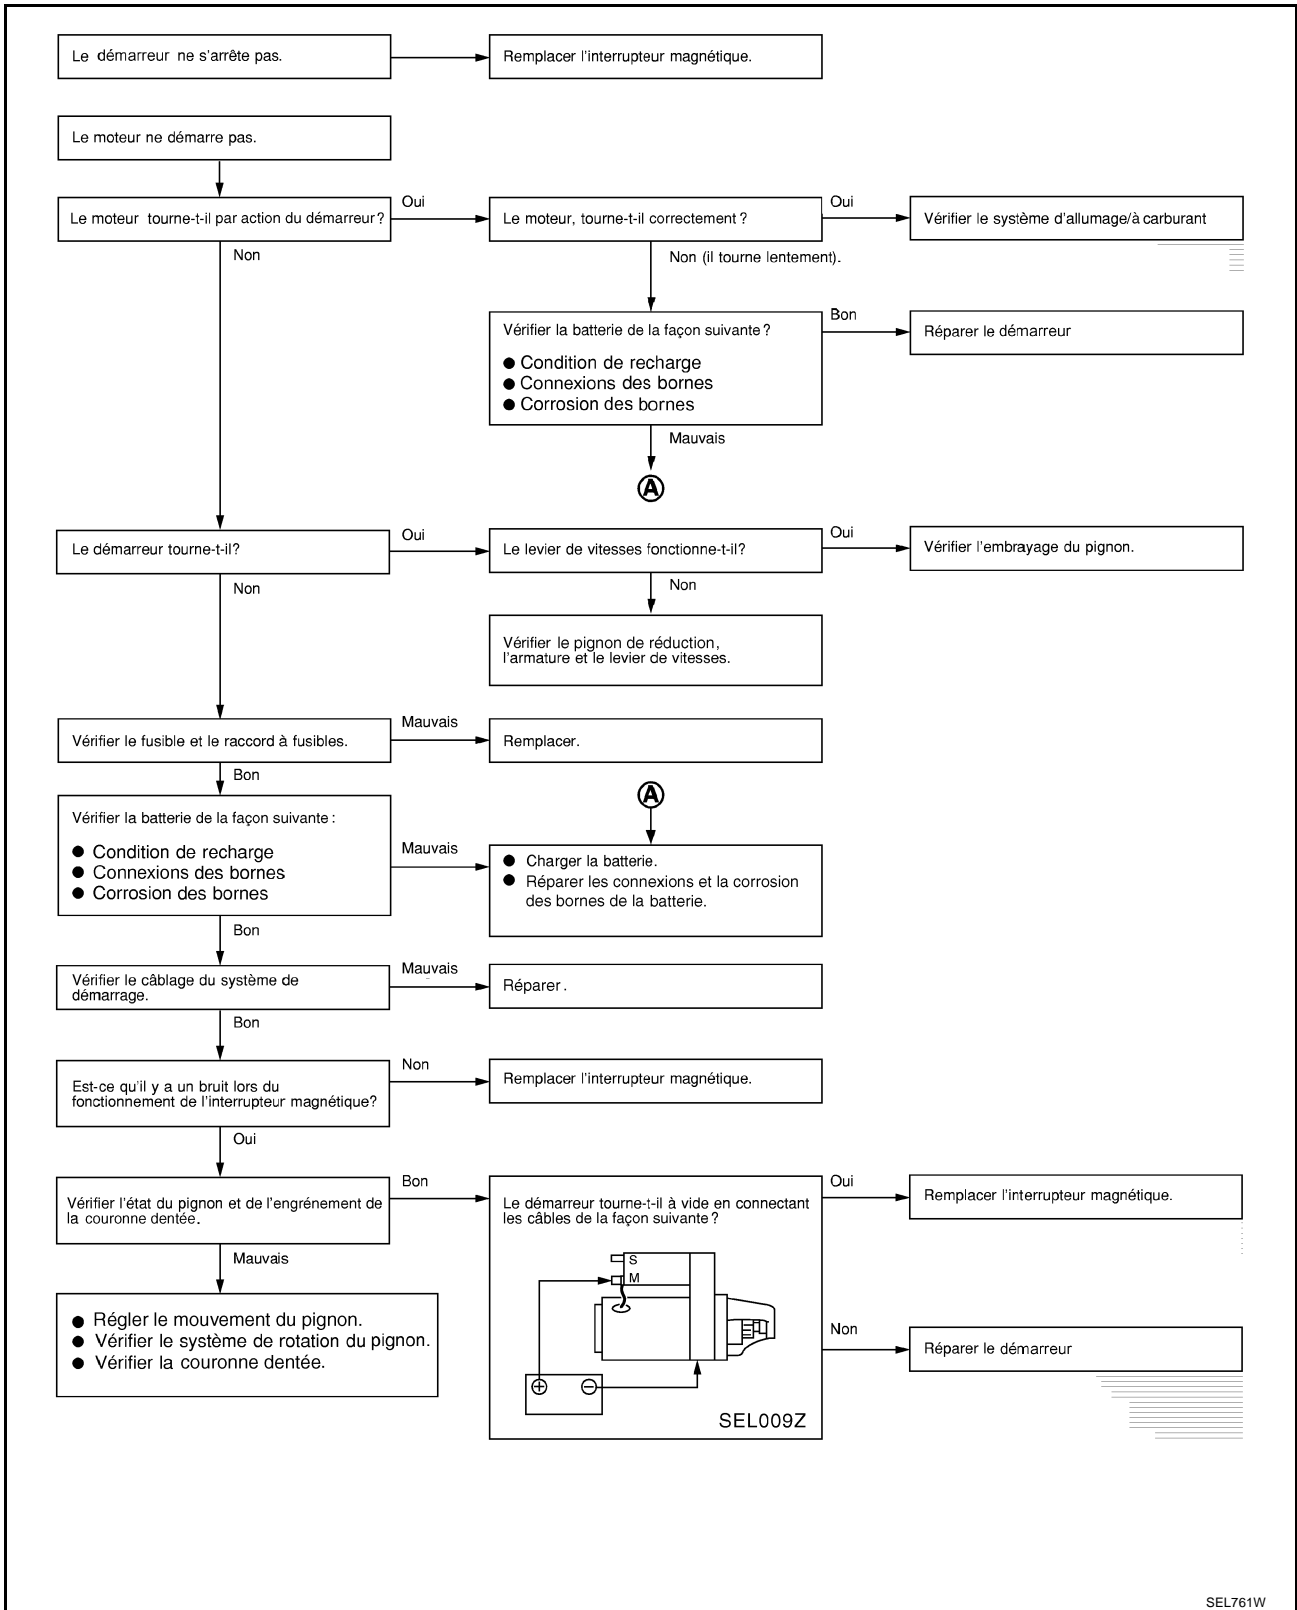 Le démarreur ne s'arrête pas.
Remplacer l'interrupteur magnétique.
Le moteur ne démarre pas.
Le moteur tourne-t-il par action du démarreur?
Oui
Le moteur, tourne-t-il correctement?
Oui
Vérifier le système d'allumage/à carburant
Non
Non (il tourne lentement).
Vérifier la batterie de la façon suivante?
● Condition de recharge
● Connexions des bornes
● Corrosion des bornes
Bon
Réparer le démarreur
Mauvais
A
Le démarreur tourne-t-il?
Oui
Le levier de vitesses fonctionne-t-il?
Oui
Vérifier l'embrayage du pignon.
Non
Non
Vérifier le pignon de réduction,
l'armature et le levier de vitesses.
Vérifier le fusible et le raccord à fusibles.
Mauvais
Remplacer.
Bon
A
Vérifier la batterie de la façon suivante:
● Condition de recharge
● Connexions des bornes
● Corrosion des bornes
Mauvais
● Charger la batterie.
● Réparer les connexions et la corrosion
des bornes de la batterie.
Bon
Vérifier le câblage du système de
démarrage.
Mauvais
Réparer.
Bon
Est-ce qu'il y a un bruit lors du
fonctionnement de l'interrupteur magnétique?
Non
Remplacer l'interrupteur magnétique.
Oui
Vérifier l'état du pignon et de l'engrénement de
la couronne dentée.
Bon
Le démarreur tourne-t-il à vide en connectant
les câbles de la façon suivante?
S
M
+
−
SEL009Z
Oui
Remplacer l'interrupteur magnétique.
Non
Réparer le démarreur
Mauvais
● Régler le mouvement du pignon.
● Vérifier le système de rotation du pignon.
● Vérifier la couronne dentée.
SEL761W